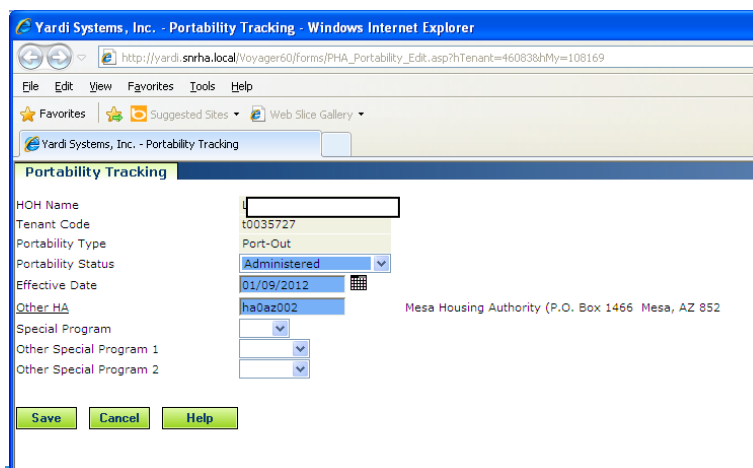 Yardi Systems, Inc. - Portability Tracking - Windows Internet Explorer
http://yardi.snrha.local/Voyager60/forms/PHA_Portability_Edit.asp?hTenant=46083&hMy=108169
File Edit View Favorites Tools Help
Favorites Suggested Sites Web Slice Gallery
Yardi Systems, Inc. - Portability Tracking
Portability Tracking
HOH Name
Tenant Code t0035727
Portability Type Port-Out
Portability Status Administered
Effective Date 01/09/2012
Other HA ha0az002 Mesa Housing Authority (P.O. Box 1466 Mesa, AZ 852
Special Program
Other Special Program 1
Other Special Program 2
Save Cancel Help